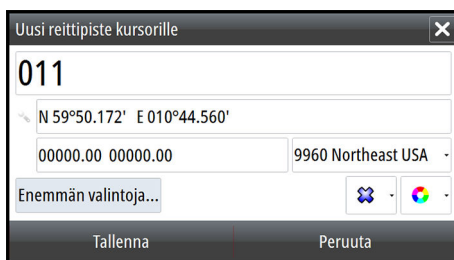 Uusi reittipiste kursorille
011
N 59°50.172' E 010°44.560'
00000.00 00000.00 9960 Northeast USA
Enemmän valintoja...
Tallenna Peruuta